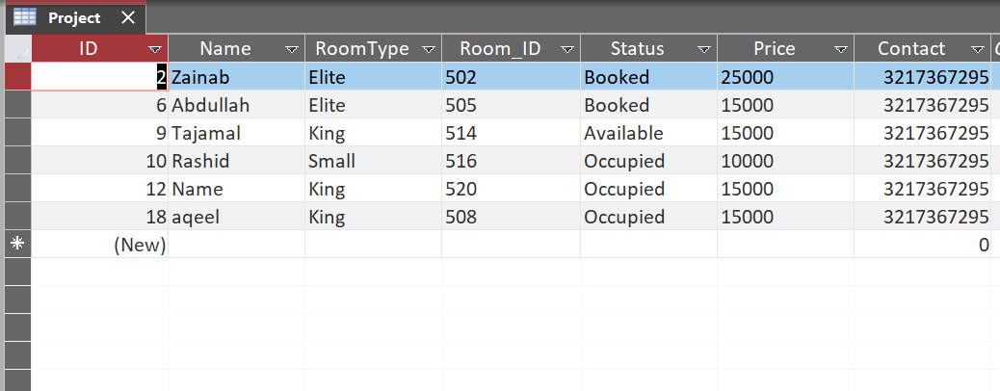 Project
ID Name RoomType Room_ID Status Price Contact
2 Zainab Elite 502 Booked 25000 3217367295
6 Abdullah Elite 505 Booked 15000 3217367295
9 Tajamal King 514 Available 15000 3217367295
10 Rashid Small 516 Occupied 10000 3217367295
12 Name King 520 Occupied 15000 3217367295
18 aqeel King 508 Occupied 15000 3217367295
(New) 0